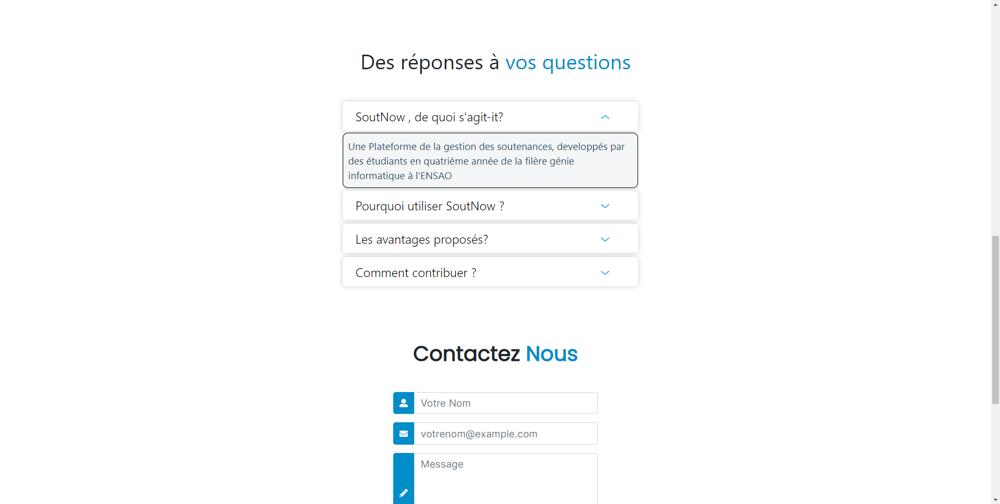 Des réponses à vos questions
SoutNow , de quoi s'agit-it?
Une Plateforme de la gestion des soutenances, developpés par
des étudiants en quatrième année de la filère génie
informatique à l'ENSAO
Pourquoi utiliser SoutNow ?
Les avantages proposés?
Comment contribuer ?
Contactez Nous
Votre Nom
votrenom@example.com
Message